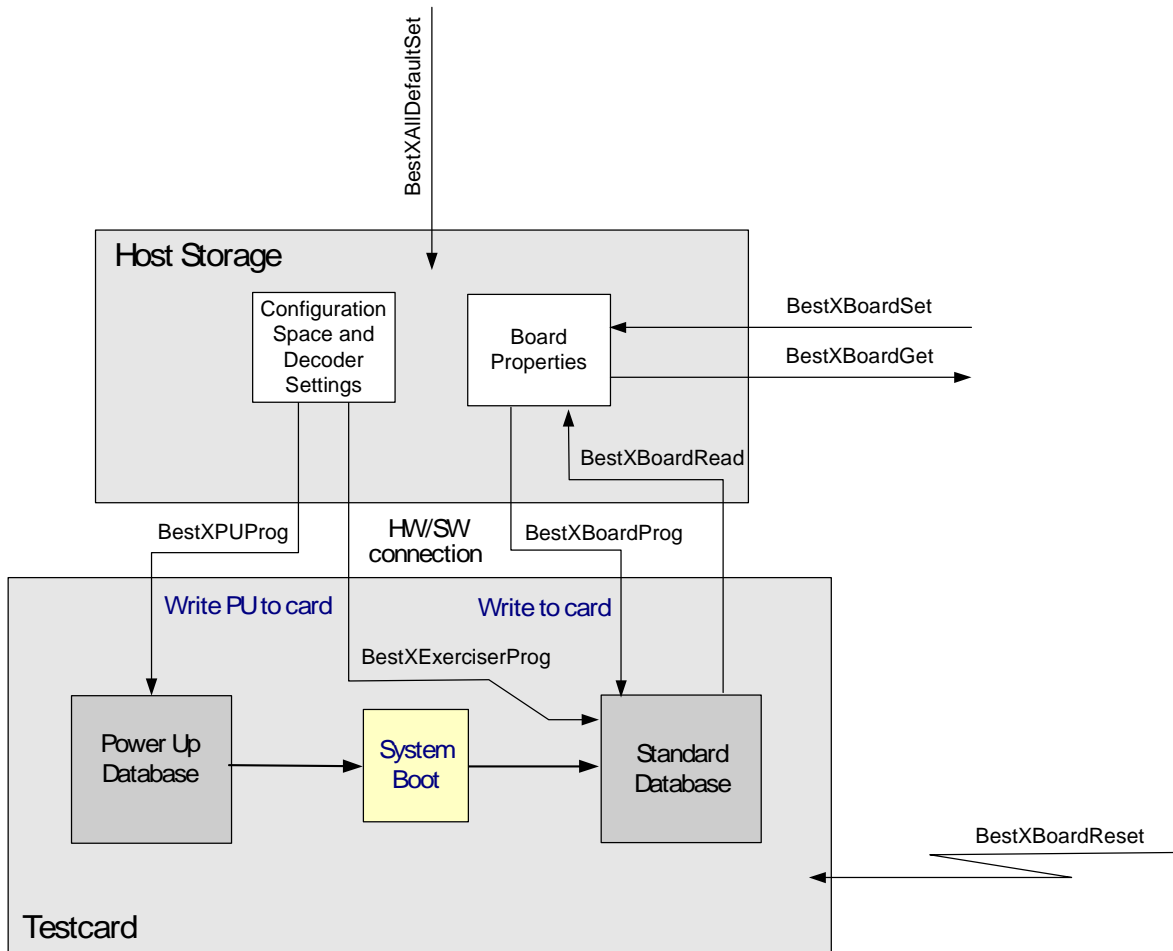 BestXAllDefaultSet
Host Storage
Configuration
Space and
Decoder
Settings
Board
Properties
BestXBoardSet
BestXBoardGet
BestXBoardRead
BestXPUProg
HW/SW
connection
BestXBoardProg
Write PU to card
Write to card
BestXExerciserProg
Power Up
Database
System
Boot
Standard
Database
BestXBoardReset
Testcard